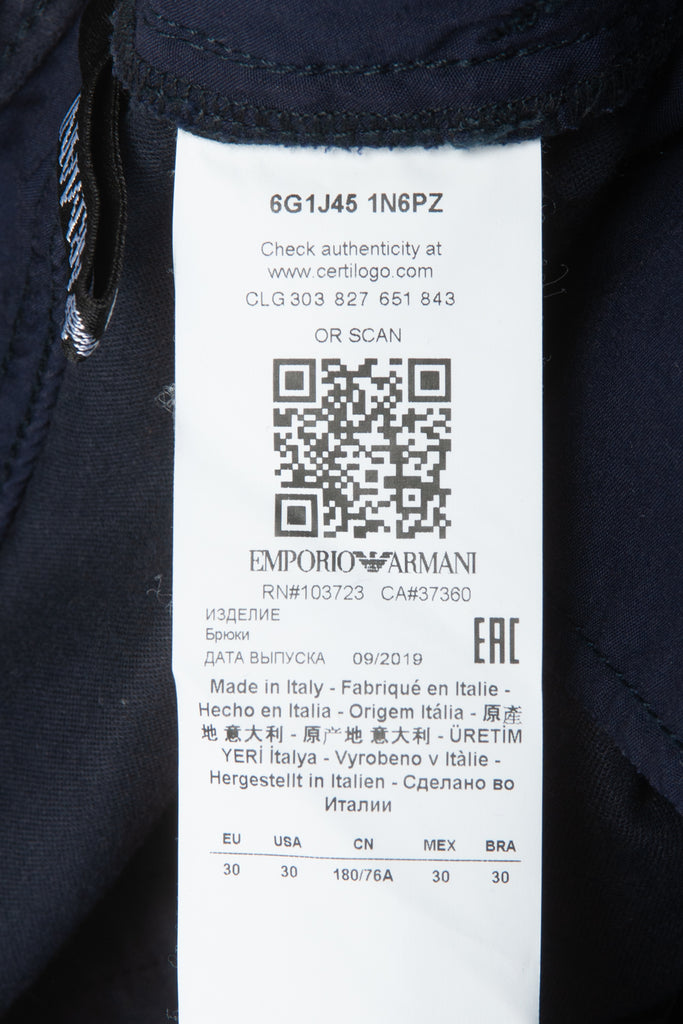 6G1J45 1N6PZ
Check authenticity at
www.certilogo.com
CLG 303 827 651 843
OR SCAN
EMPORIO ARMANI
RN#103723 CA#37360
ИЗДЕЛИЕ
Брюки
EAC
ДАТА ВЫПУСКА 09/2019
Made in Italy - Fabriqué en Italie -
Hecho en Italia - Origem Itália - 原產
地 意大利 - 原产地 意大利 - ÜRETİM
YERİ İtalya - Vyrobeno v Itàlie -
Hergestellt in Italien - Сделано во
Италии
EU USA CN MEX BRA
30 30 180/76A 30 30